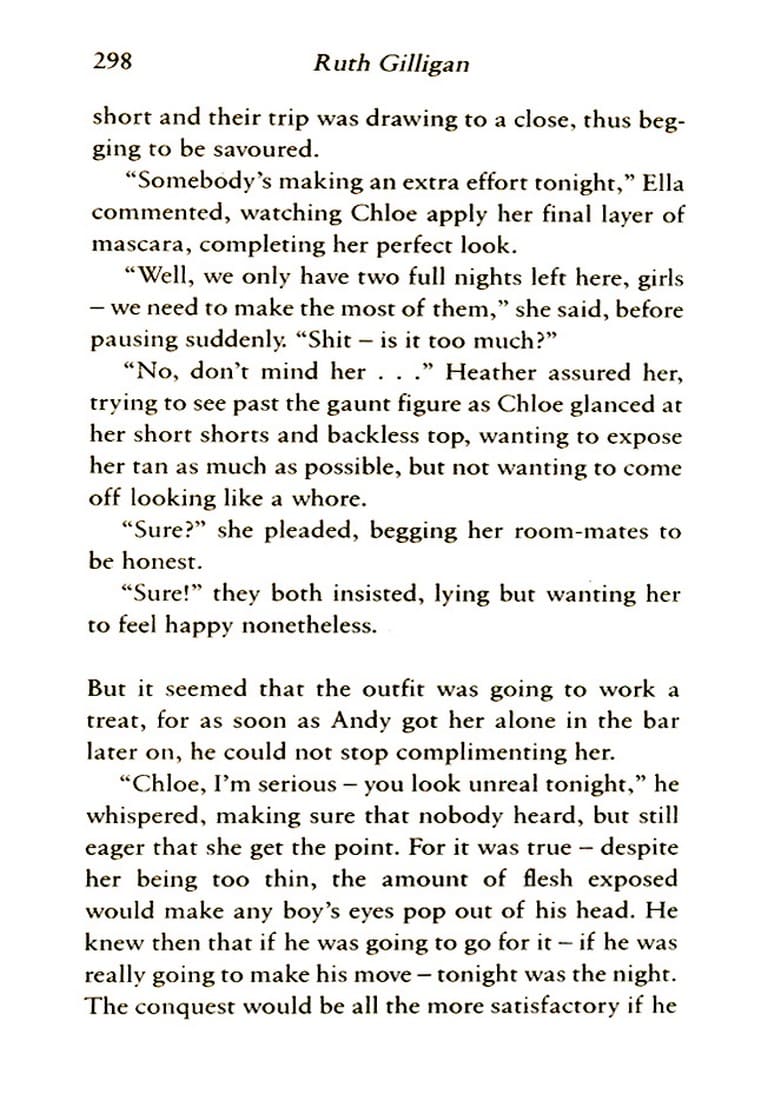 298
Ruth Gilligan
short and their trip was drawing to a close, thus beg-
ging to be savoured.
“Somebody’s making an extra effort tonight,” Ella
commented, watching Chloe apply her final layer of
mascara, completing her perfect look.
“Well, we only have two full nights left here, girls
– we need to make the most of them,” she said, before
pausing suddenly. “Shit – is it too much?”
“No, don’t mind her . . .” Heather assured her,
trying to see past the gaunt figure as Chloe glanced at
her short shorts and backless top, wanting to expose
her tan as much as possible, but not wanting to come
off looking like a whore.
“Sure?” she pleaded, begging her room-mates to
be honest.
“Sure!” they both insisted, lying but wanting her
to feel happy nonetheless.
But it seemed that the outfit was going to work a
treat, for as soon as Andy got her alone in the bar
later on, he could not stop complimenting her.
“Chloe, I’m serious – you look unreal tonight,” he
whispered, making sure that nobody heard, but still
eager that she get the point. For it was true – despite
her being too thin, the amount of flesh exposed
would make any boy’s eyes pop out of his head. He
knew then that if he was going to go for it – if he was
really going to make his move – tonight was the night.
The conquest would be all the more satisfactory if he